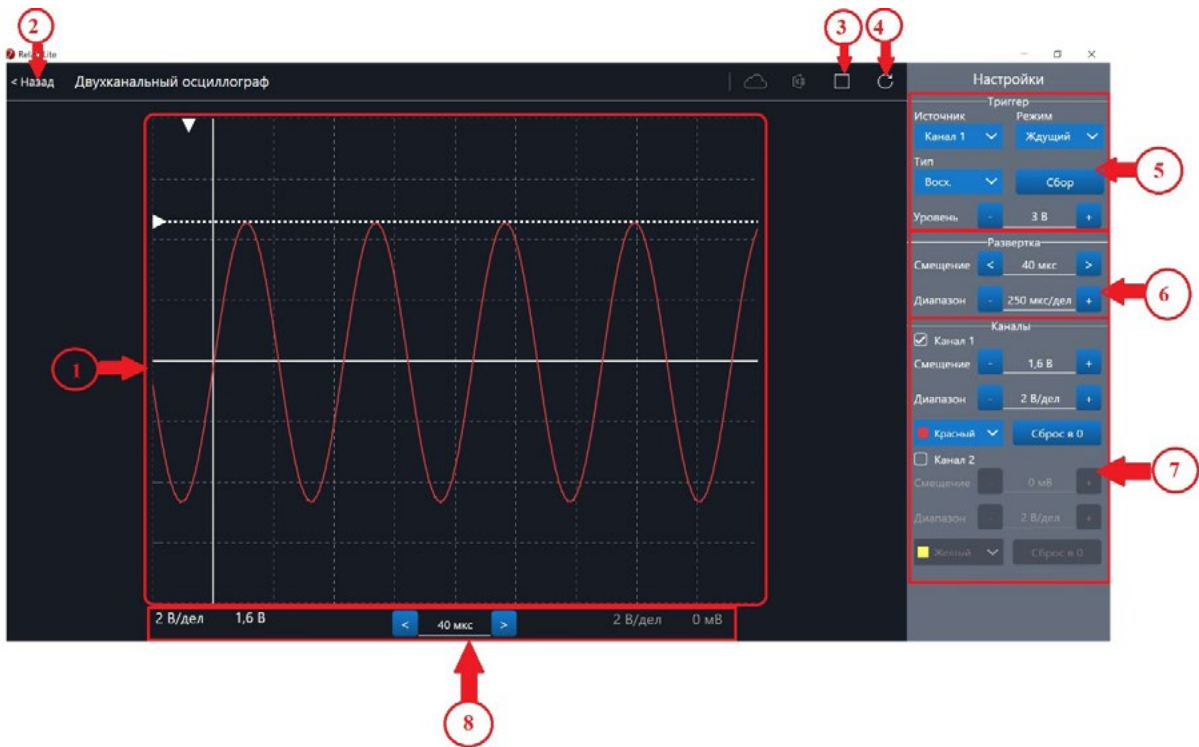 2
3
4
Lite
< Назад
Двухканальный осциллограф
Настройки
Триггер
Источник
Режим
Канал 1
Ждущий
Тип
Восх.
Сбор
5
Уровень
-
3 В
+
Развертка
Смещение
<
40 мкс
>
Диапазон
-
250 мкс/дел
+
6
Каналы
Канал 1
1
Смещение
-
1,6 В
+
Диапазон
-
2 В/дел
+
Красный
Сброс в 0
Канал 2
7
Смещение
-
0 мВ
+
Диапазон
-
2 В/дел
+
Желтый
Сброс в 0
2 В/дел
1,6 В
<
40 мкс
>
2 В/дел
0 мВ
8